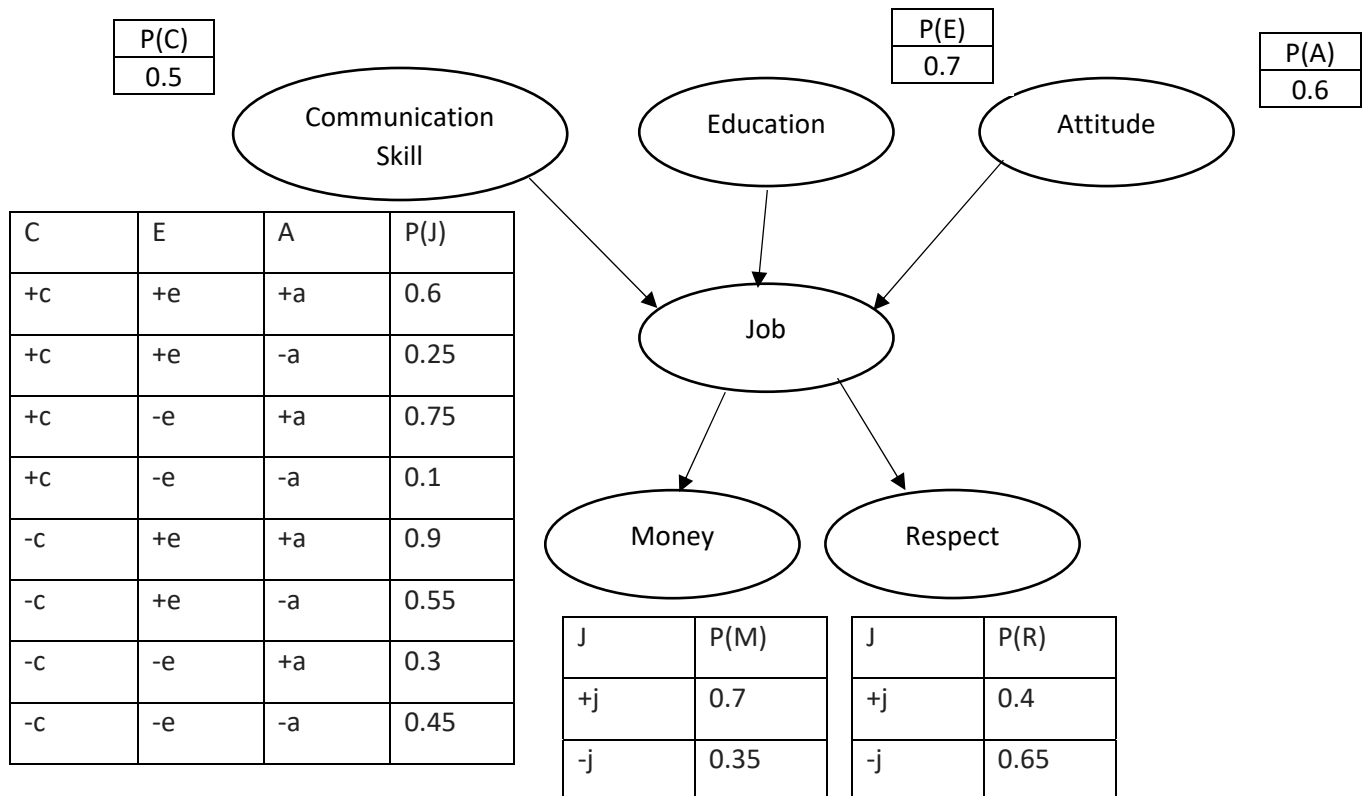 P(C)
0.5
P(E)
0.7
P(A)
0.6
Communication
Skill
Education
Attitude
C E A P(J)
+c +e +a 0.6
+c +e -a 0.25
+c -e +a 0.75
+c -e -a 0.1
-c +e +a 0.9
-c +e -a 0.55
-c -e +a 0.3
-c -e -a 0.45
Job
Money
Respect
J P(M)
+j 0.7
-j 0.35
J P(R)
+j 0.4
-j 0.65